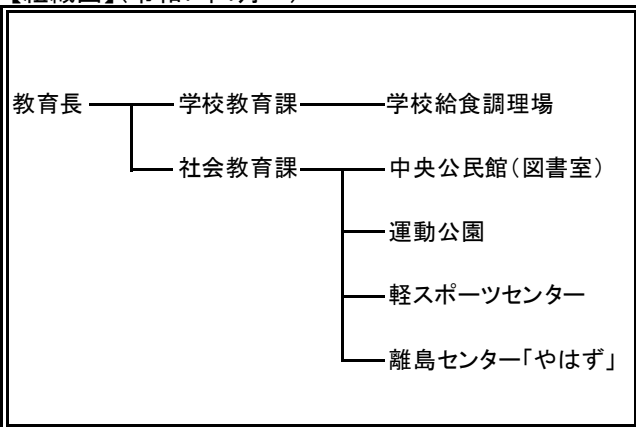 教育長 学校教育課 学校給食調理場
社会教育課 中央公民館(図書室)
運動公園
軽スポーツセンター
離島センター「やはず」